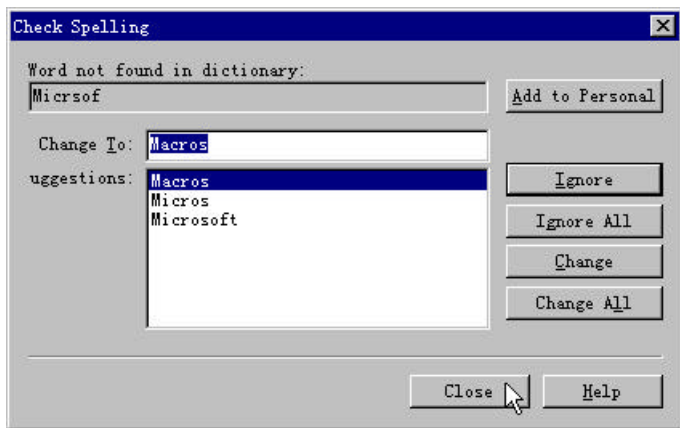 Check Spelling
Word not found in dictionary:
Micrsof
Add to Personal
Change To:
Macros
uggestions:
Macros
Micros
Microsoft
Ignore
Ignore All
Change
Change All
Close
Help